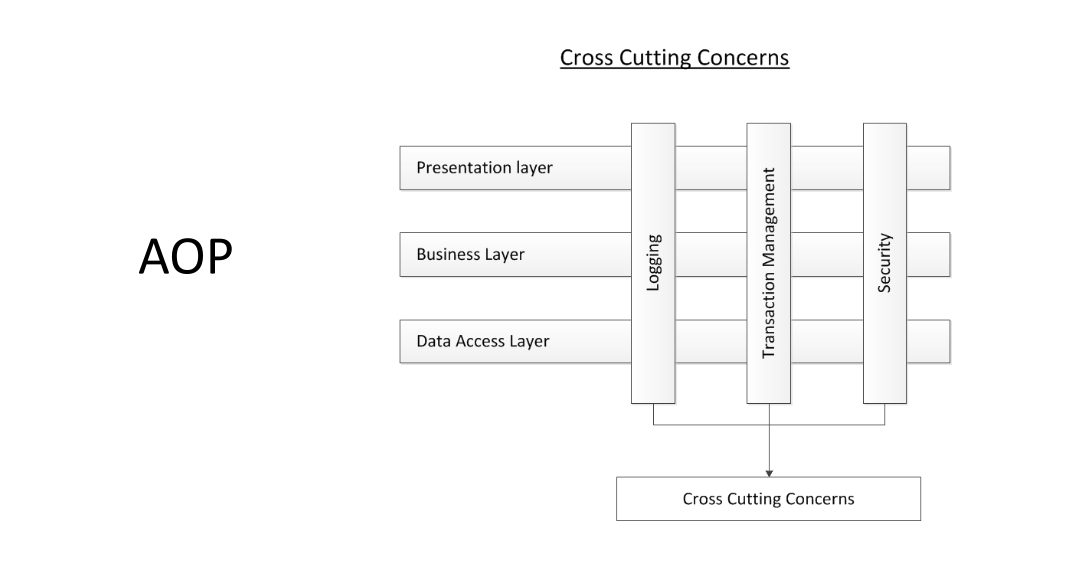 Cross Cutting Concerns
AOP
Presentation layer
Business Layer
Data Access Layer
Logging
Transaction Management
Security
Cross Cutting Concerns